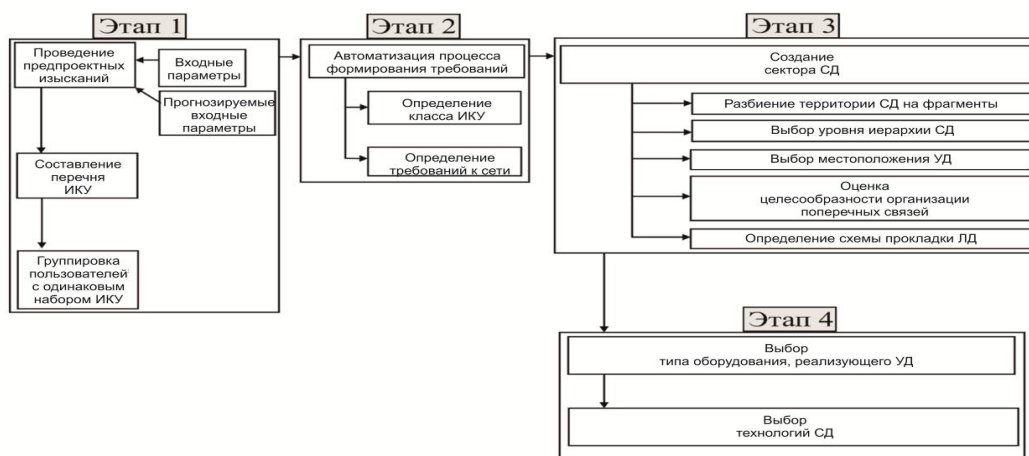 Этап 1
Проведение
предпроектных
изысканий
Входные
параметры
Прогнозируемые
входные
параметры
Составление
перечня
ИКУ
Группировка
пользователей
с одинаковым
набором ИКУ
Этап 2
Автоматизация процесса
формирования требований
Определение
класса ИКУ
Определение
требований к сети
Этап 3
Создание
сектора СД
Разбиение территории СД на фрагменты
Выбор уровня иерархии СД
Выбор местоположения УД
Оценка
целесообразности организации
поперечных связей
Определение схемы прокладки ЛД
Этап 4
Выбор
типа оборудования, реализующего УД
Выбор
технологий СД